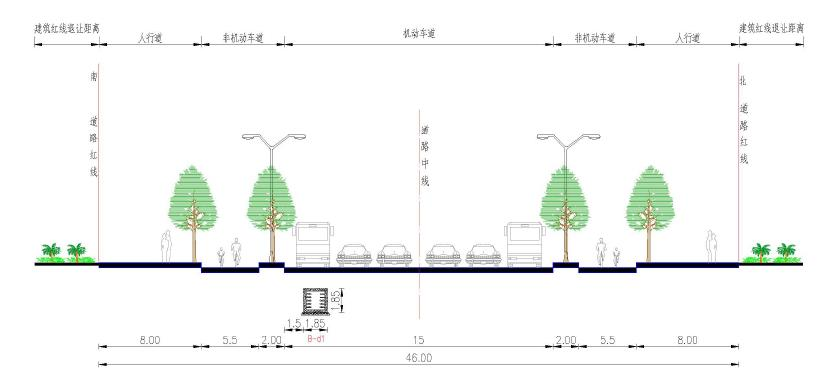 建筑红线退让距离 人行道 非机动车道 机动车道 非机动车道 人行道 建筑红线退让距离
南 道路红线
道路中线
北 道路红线
1.85
1.5 1.85
B-d1
8.00 5.5 2.00 15 2.00 5.5 8.00
46.00